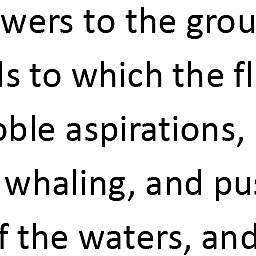 wers to the grou
ls to which the fl
oble aspirations,
whaling, and pus
f the waters, and